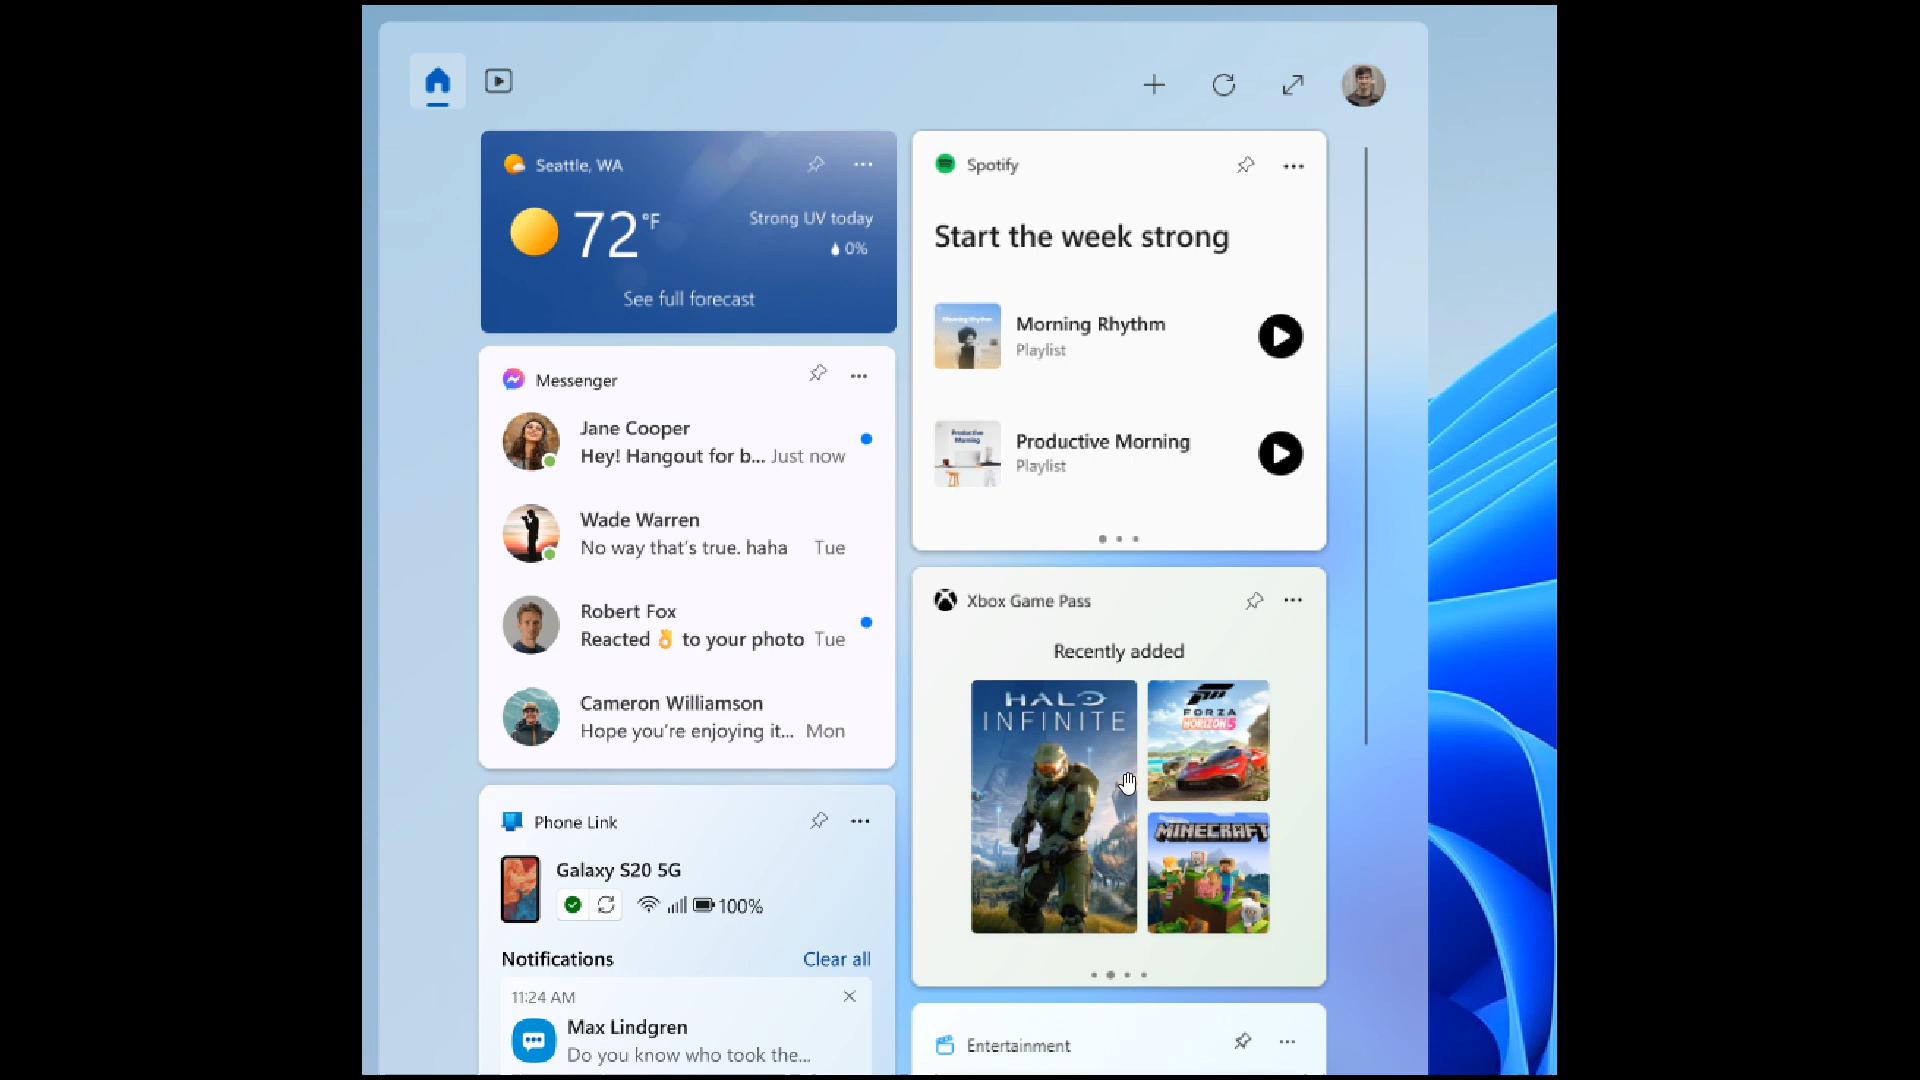 Seattle, WA
72 °F
Strong UV today
0%
See full forecast
Messenger
Jane Cooper
Hey! Hangout for b... Just now
Wade Warren
No way that's true. haha Tue
Robert Fox
Reacted 👌 to your photo Tue
Cameron Williamson
Hope you're enjoying it... Mon
Phone Link
Galaxy S20 5G
100%
Notifications
Clear all
11:24 AM
Max Lindgren
Do you know who took the...
Spotify
Start the week strong
Morning Rhythm
Morning Rhythm
Playlist
Productive
Morning
Productive Morning
Playlist
Xbox Game Pass
Recently added
HALO
INFINITE
FORZA
HORIZON 5
MINECRAFT
Entertainment